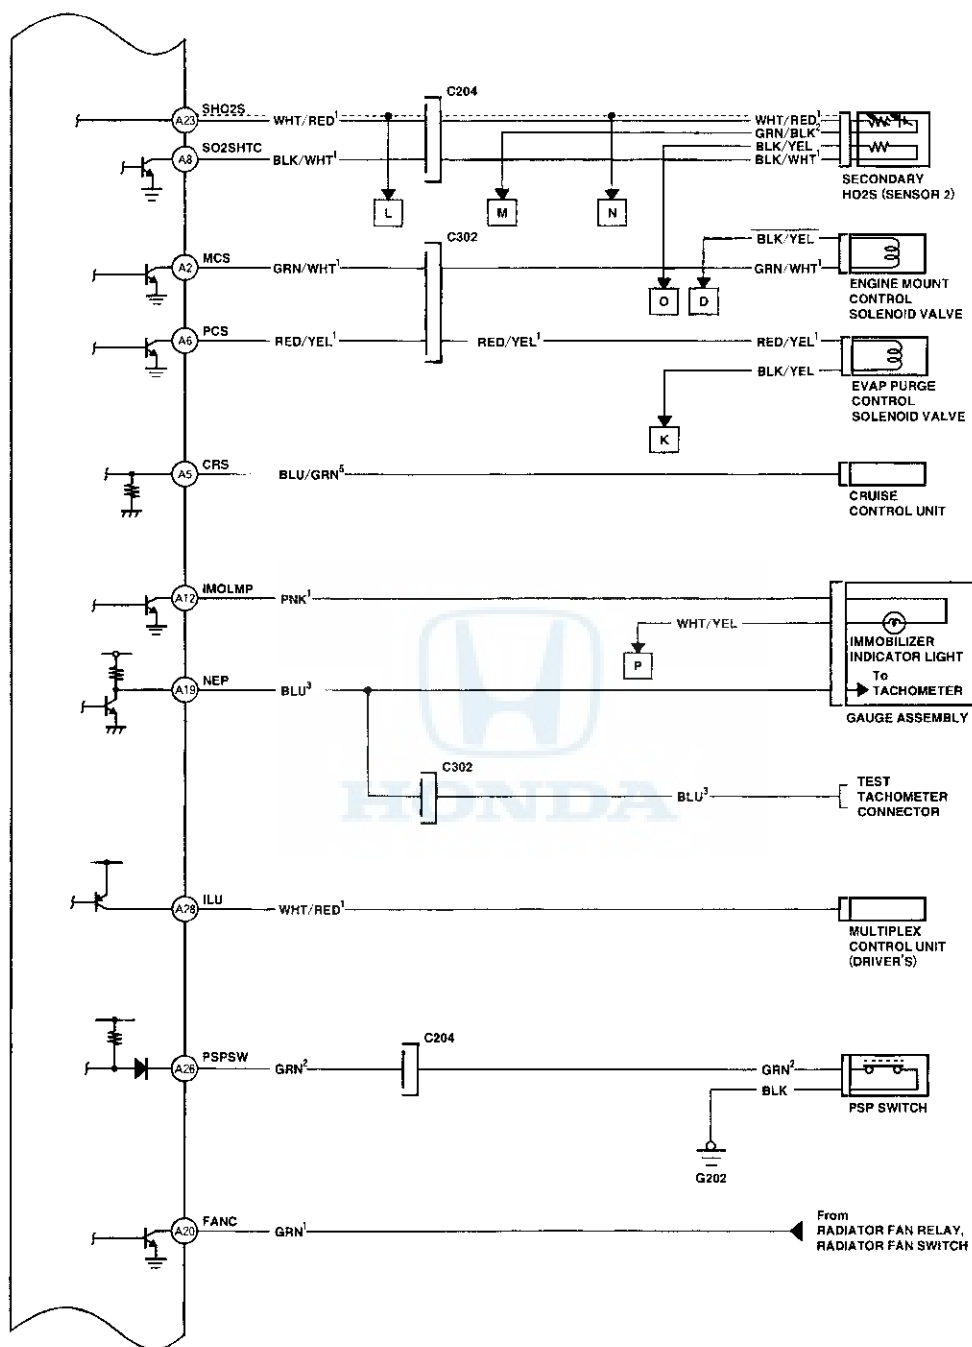 C204
A23 SHO2S WHT/RED¹ WHT/RED¹
GRN/BLK²
BLK/YEL
A8 SO2SHTC BLK/WHT¹ BLK/WHT¹
SECONDARY
HO2S (SENSOR 2)
L M N
C302
BLK/YEL
A2 MCS GRN/WHT¹ GRN/WHT¹
ENGINE MOUNT
CONTROL
SOLENOID VALVE
O D
A6 PCS RED/YEL¹ RED/YEL¹ RED/YEL¹
BLK/YEL
EVAP PURGE
CONTROL
SOLENOID VALVE
K
A5 CRS BLU/GRN⁵
CRUISE
CONTROL UNIT
A12 IMOLMP PNK¹
WHT/YEL
P
IMMOBILIZER
INDICATOR LIGHT
A19 NEP BLU³
To
TACHOMETER
GAUGE ASSEMBLY
C302
BLU³
TEST
TACHOMETER
CONNECTOR
HONDA
A28 ILU WHT/RED¹
MULTIPLEX
CONTROL UNIT
(DRIVER'S)
C204
A26 PSPSW GRN² GRN²
BLK
PSP SWITCH
G202
A20 FANC GRN¹
From
RADIATOR FAN RELAY,
RADIATOR FAN SWITCH